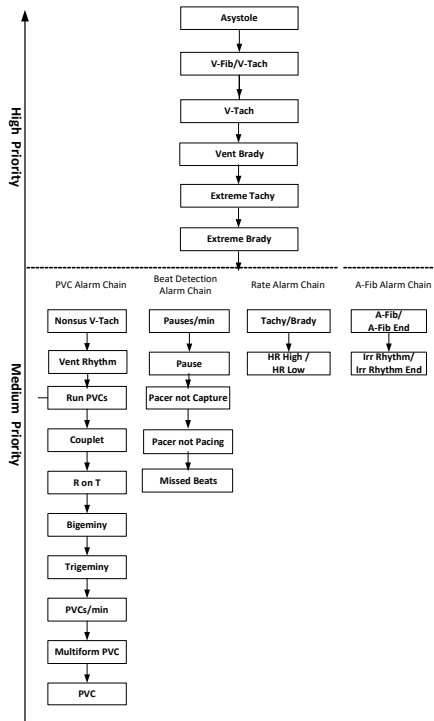 Asystole
V-Fib/V-Tach
V-Tach
Vent Brady
Extreme Tachy
Extreme Brady
High Priority
PVC Alarm Chain
Nonsus V-Tach
Vent Rhythm
Run PVCs
Couplet
R on T
Bigeminy
Trigeminy
PVCs/min
Multiform PVC
PVC
Beat Detection
Alarm Chain
Pauses/min
Pause
Pacer not Capture
Pacer not Pacing
Missed Beats
Rate Alarm Chain
Tachy/Brady
HR High /
HR Low
A-Fib Alarm Chain
A-Fib/
A-Fib End
Irr Rhythm/
Irr Rhythm End
Medium Priority